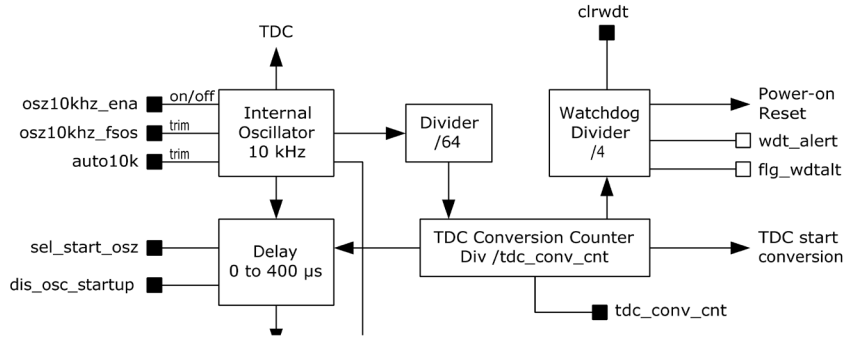 clrwdt
TDC
osz10khz_ena
on/off
osz10khz_fsos
trim
auto10k
trim
Internal
Oscillator
10 kHz
Divider
/64
Watchdog
Divider
/4
Power-on
Reset
wdt_alert
flg_wdtalt
sel_start_osz
dis_osc_startup
Delay
0 to 400 µs
TDC Conversion Counter
Div /tdc_conv_cnt
TDC start
conversion
tdc_conv_cnt